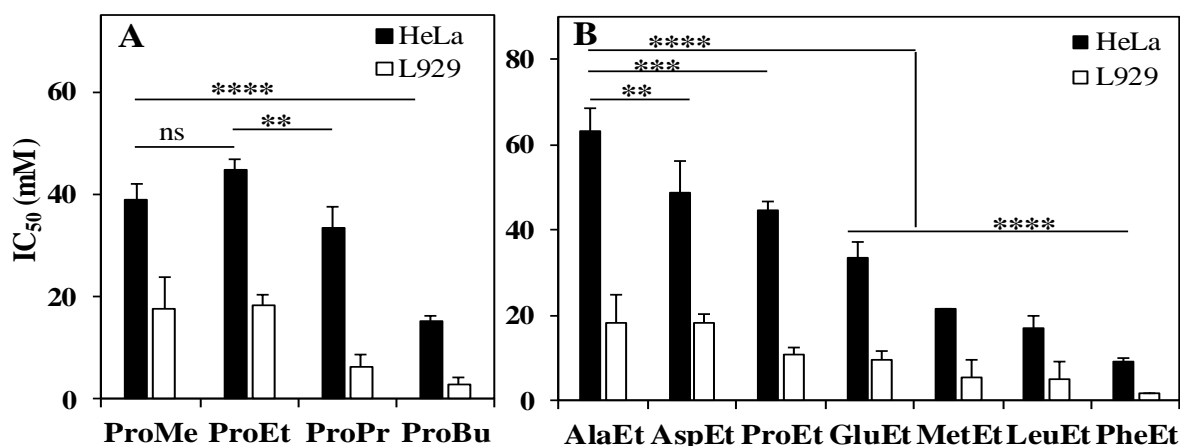 A
HeLa
L929
****
ns
**
IC50 (mM)
60
40
20
0
ProMe ProEt ProPr ProBu
B
HeLa
L929
****
***
**
****
80
60
40
20
0
AlaEt AspEt ProEt GluEt MetEt LeuEt PheEt